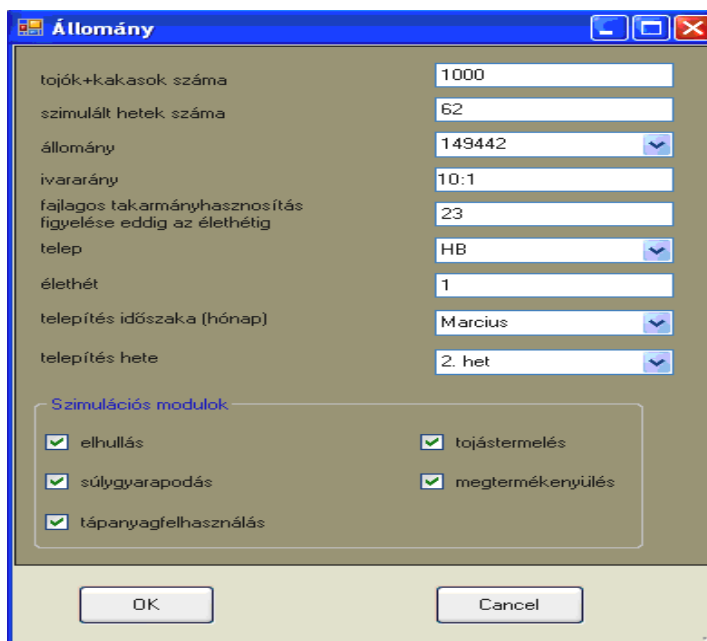 Állomány
tojók+kakasok száma 1000
szimulált hetek száma 62
állomány 149442
ivararány 10:1
fajlagos takarmányhasznosítás
figyelése eddig az élethétig 23
telep HB
élethét 1
telepítés időszaka (hónap) Marcius
telepítés hete 2. het
Szimulációs modulok
elhullás tojástermelés
súlygyarapodás megtermékenyülés
tápanyagfelhasználás
OK Cancel